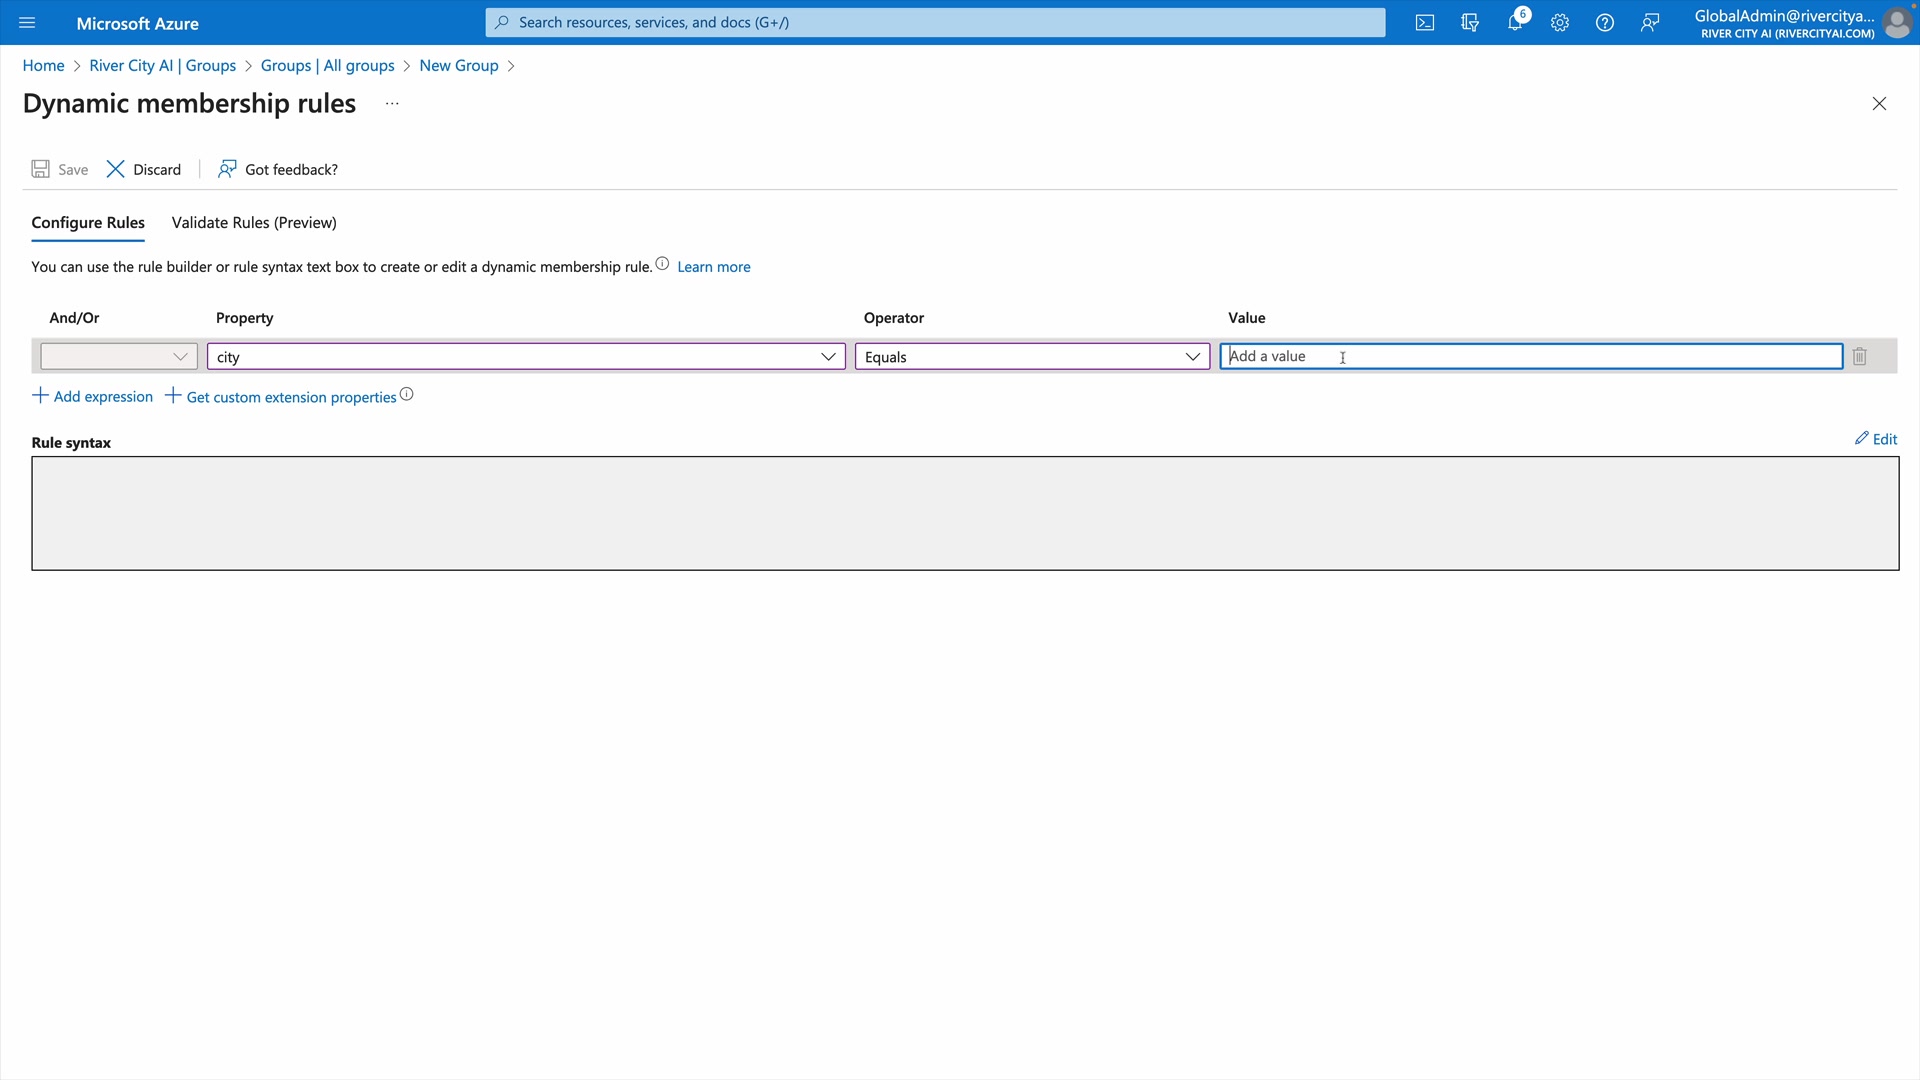 Microsoft Azure
Search resources, services, and docs (G+/)
6
GlobalAdmin@rivercitya...
RIVER CITY AI (RIVERCITYAI.COM)
Home > River City AI | Groups > Groups | All groups > New Group >
Dynamic membership rules ...
Save Discard Got feedback?
Configure Rules Validate Rules (Preview)
You can use the rule builder or rule syntax text box to create or edit a dynamic membership rule. Learn more
And/Or Property Operator Value
city Equals Add a value
+ Add expression + Get custom extension properties
Rule syntax Edit